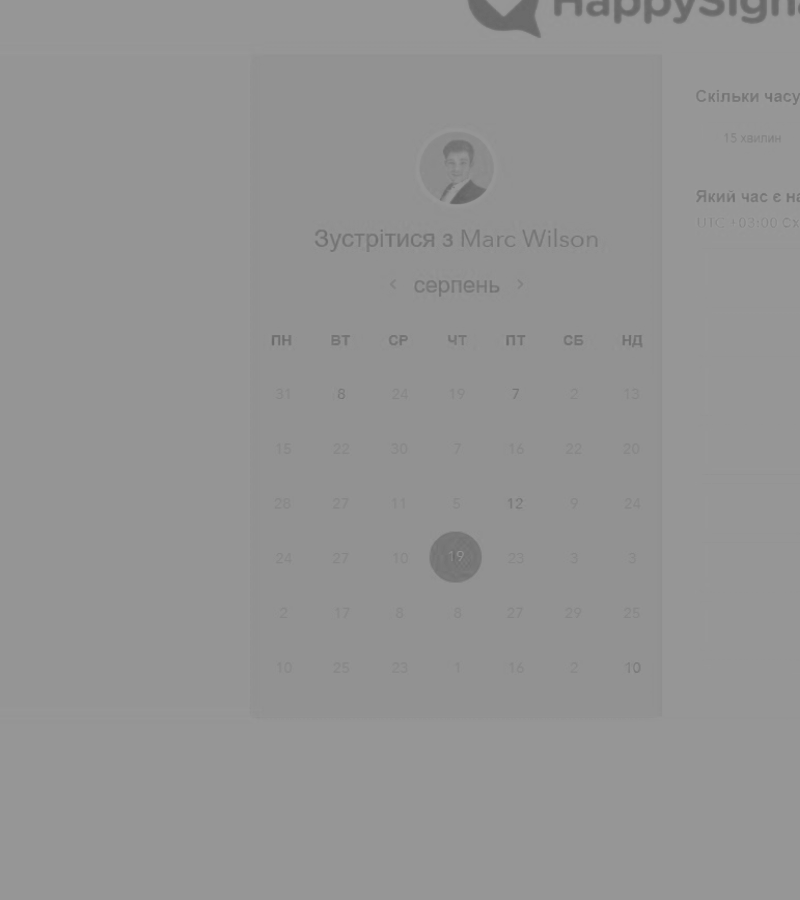 HappySign
Скільки часу
15 хвилин
Який час є на
UTC +03:00 Сх
Зустрітися з Marc Wilson
серпень
ПН ВТ СР ЧТ ПТ СБ НД
31 8 24 19 7 2 13
15 22 30 7 16 22 20
28 27 11 5 12 9 24
24 27 10 19 23 3 3
2 17 8 8 27 29 25
10 25 23 1 16 2 10